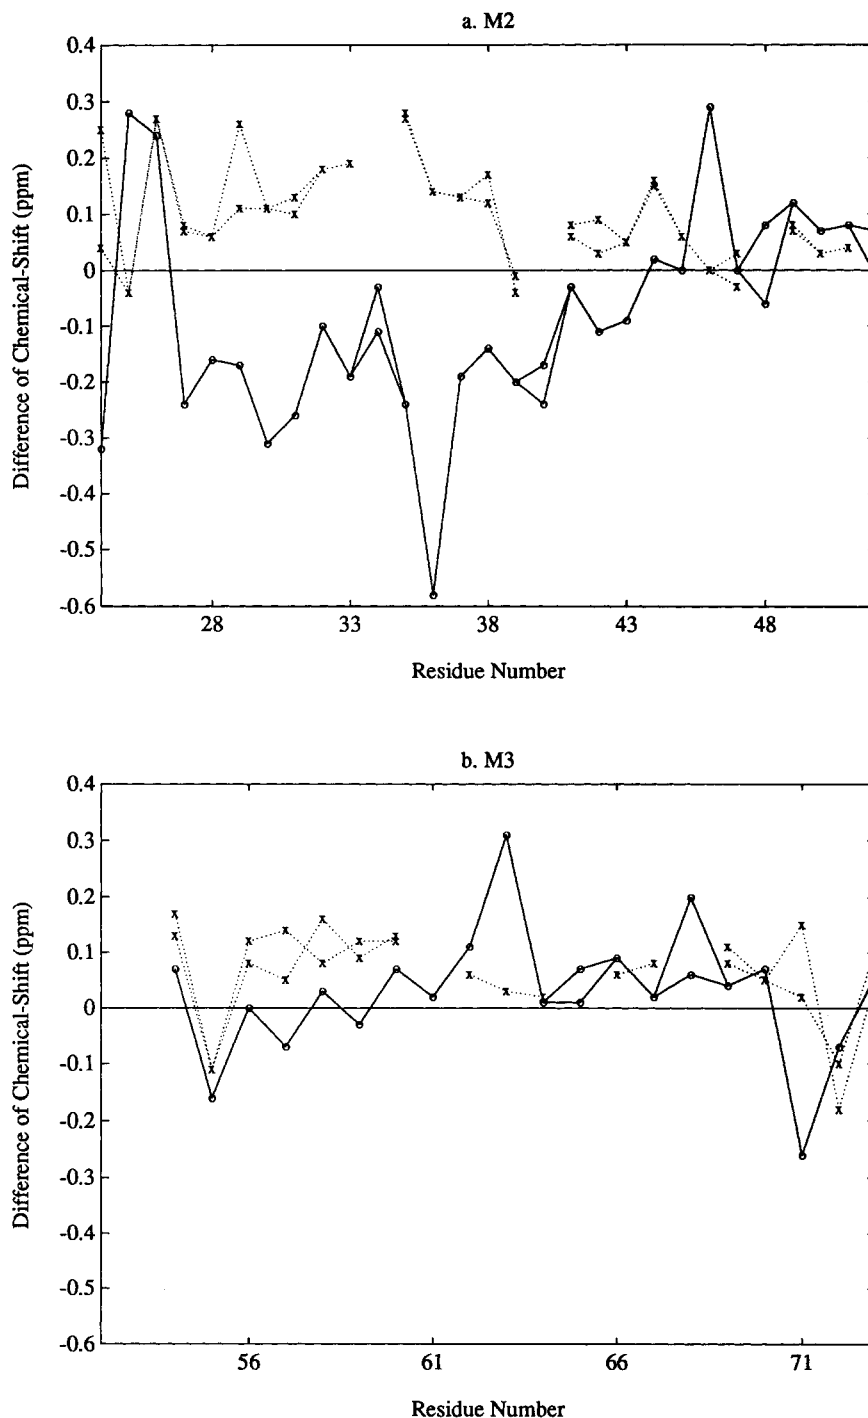 a. M2
0.4
0.3
0.2
0.1
0
-0.1
-0.2
-0.3
-0.4
-0.5
-0.6
28 33 38 43 48
Difference of Chemical-Shift (ppm)
Residue Number
b. M3
0.4
0.3
0.2
0.1
0
-0.1
-0.2
-0.3
-0.4
-0.5
-0.6
56 61 66 71
Difference of Chemical-Shift (ppm)
Residue Number